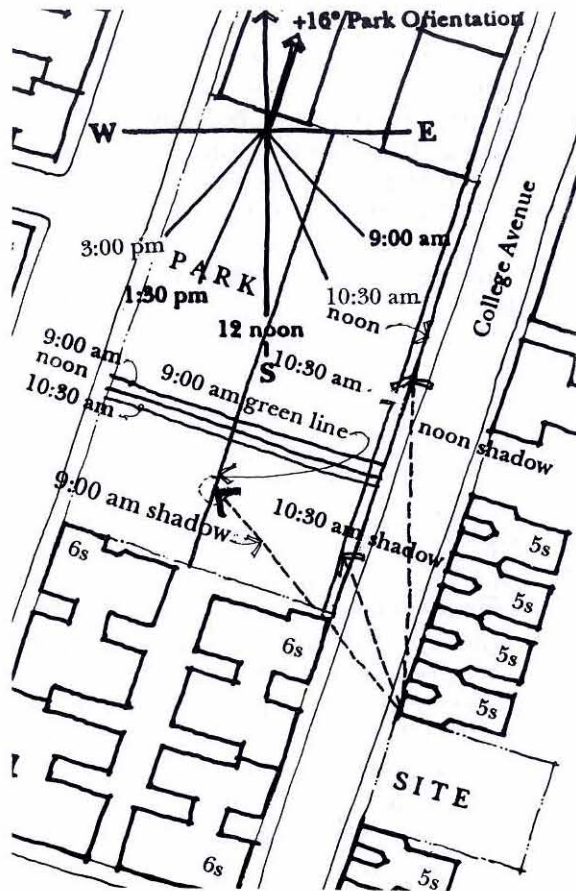 +16° Park Orientation
W
E
College Avenue
9:00 am
3:00 pm
PARK
1:30 pm
10:30 am
noon
12 noon
S
10:30 am
9:00 am
noon
10:30 am
9:00 am green line
noon shadow
9:00 am shadow
10:30 am shadow
6s
5s
5s
6s
5s
5s
SITE
6s
5s